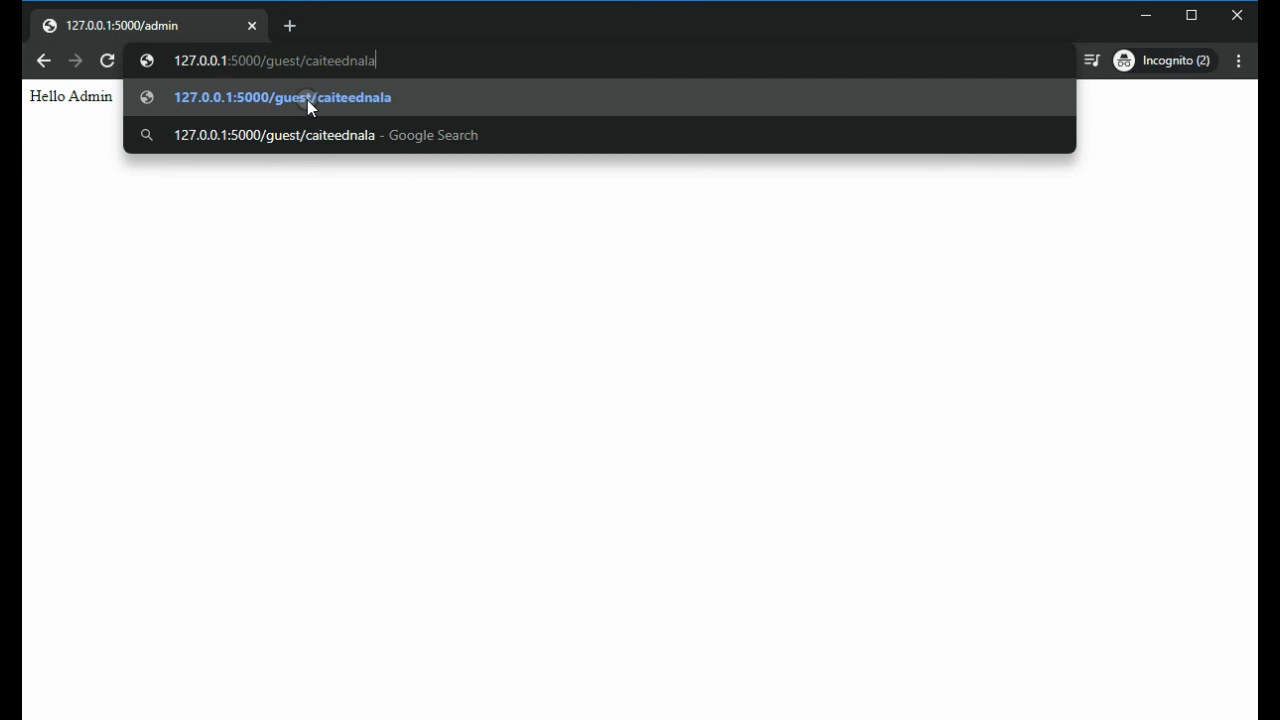 127.0.0.1:5000/admin
127.0.0.1:5000/guest/caiteednala
Incognito (2)
Hello Admin
127.0.0.1:5000/guest/caiteednala
127.0.0.1:5000/guest/caiteednala - Google Search